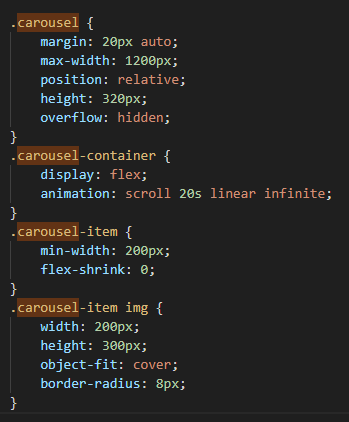 .carousel {
    margin: 20px auto;
    max-width: 1200px;
    position: relative;
    height: 320px;
    overflow: hidden;
}
.carousel-container {
    display: flex;
    animation: scroll 20s linear infinite;
}
.carousel-item {
    min-width: 200px;
    flex-shrink: 0;
}
.carousel-item img {
    width: 200px;
    height: 300px;
    object-fit: cover;
    border-radius: 8px;
}